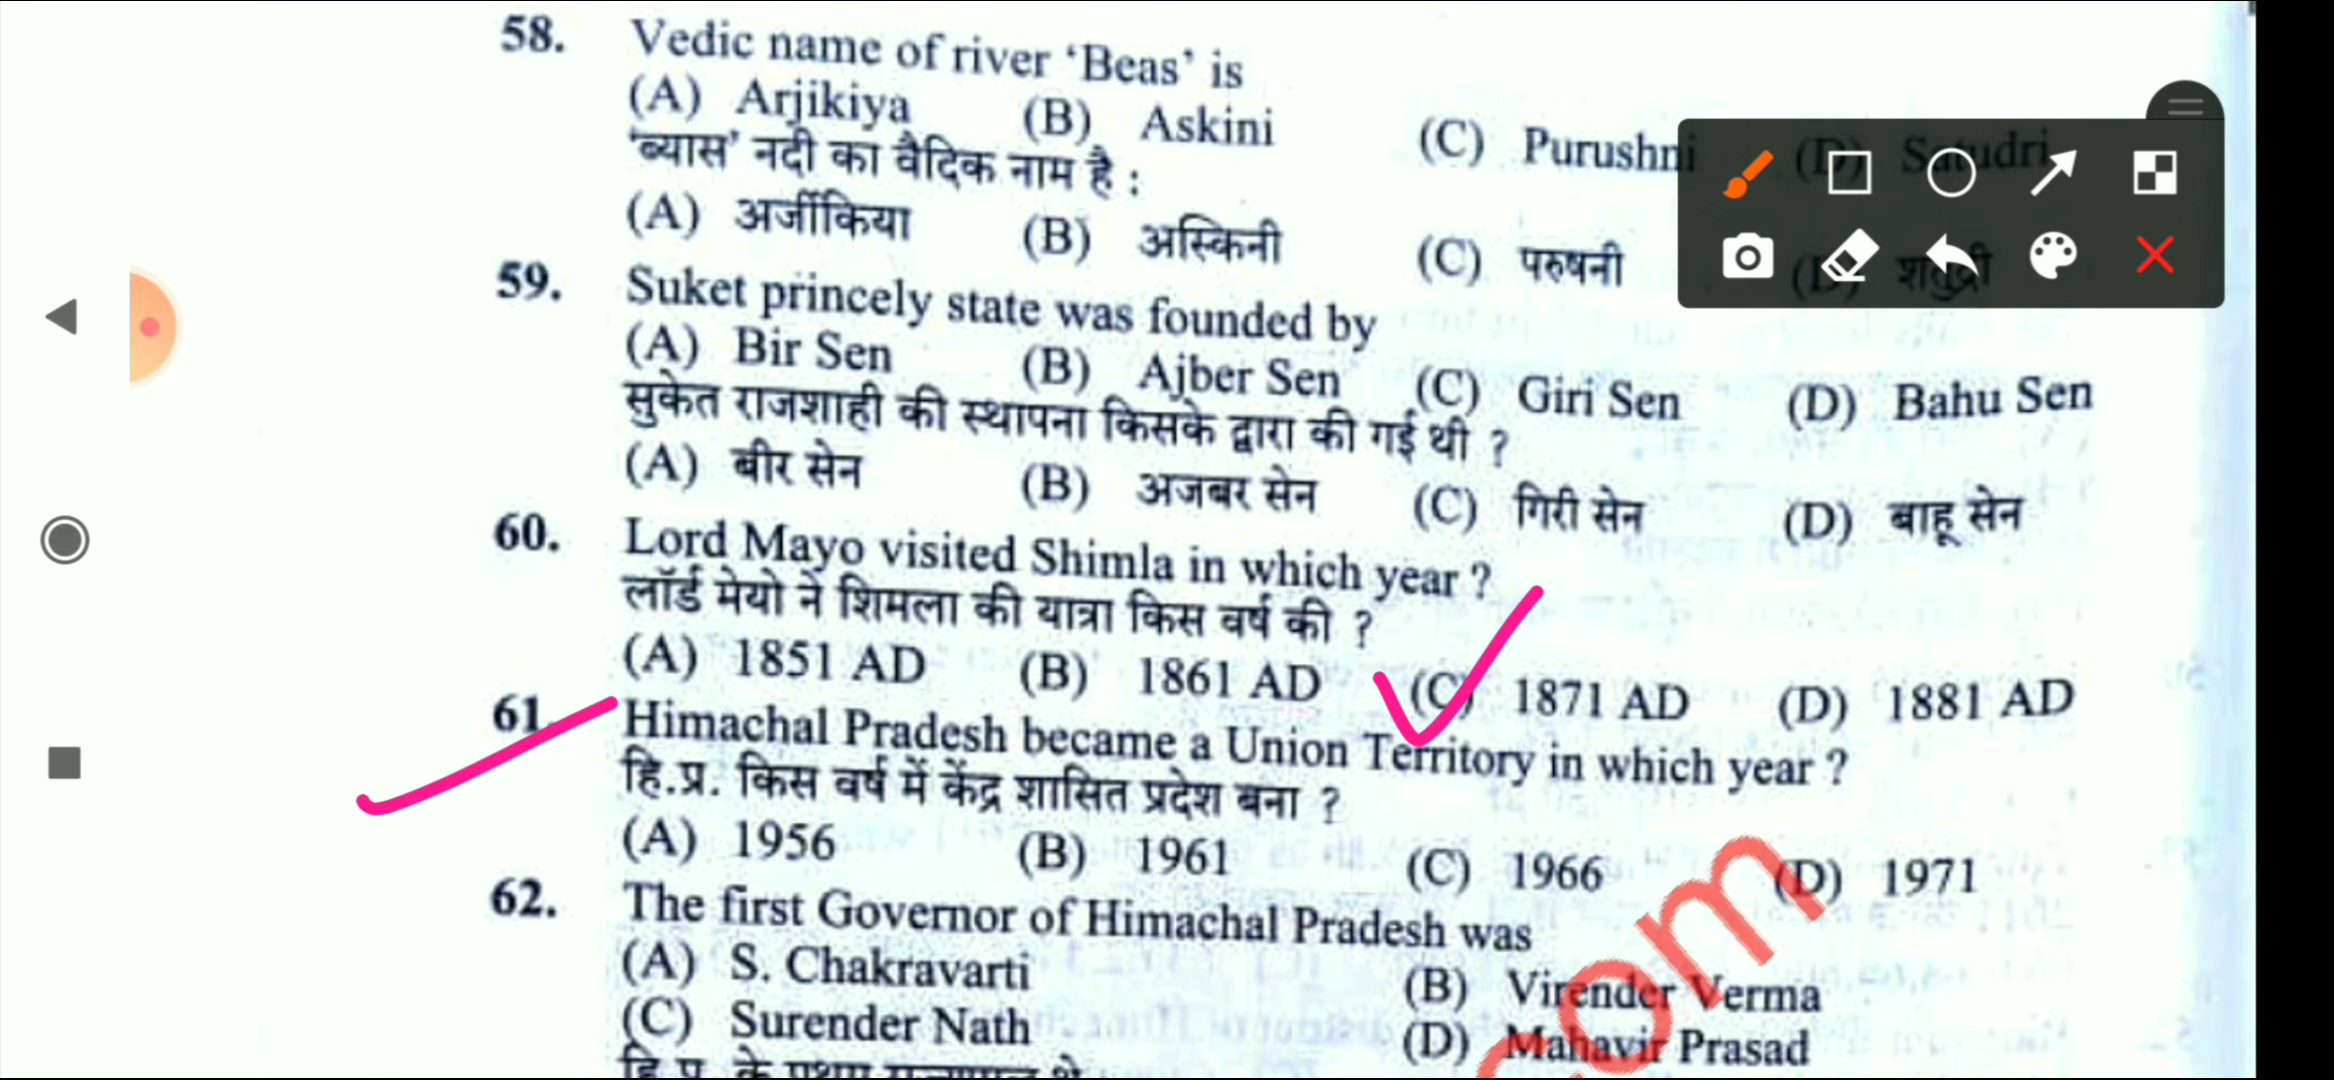 58. Vedic name of river ‘Beas’ is
(A) Arjikiya (B) Askini (C) Purushni (D) Satudri
‘ब्यास’ नदी का वैदिक नाम है :
(A) अर्जीकिया (B) अस्किनी (C) परुषनी (D) शतुद्री
59. Suket princely state was founded by
(A) Bir Sen (B) Ajber Sen (C) Giri Sen (D) Bahu Sen
सुकेत राजशाही की स्थापना किसके द्वारा की गई थी ?
(A) बीर सेन (B) अजबर सेन (C) गिरी सेन (D) बाहू सेन
60. Lord Mayo visited Shimla in which year ?
लॉर्ड मेयो ने शिमला की यात्रा किस वर्ष की ?
(A) 1851 AD (B) 1861 AD (C) 1871 AD (D) 1881 AD
61. Himachal Pradesh became a Union Territory in which year ?
हि.प्र. किस वर्ष में केंद्र शासित प्रदेश बना ?
(A) 1956 (B) 1961 (C) 1966 (D) 1971
62. The first Governor of Himachal Pradesh was
(A) S. Chakravarti (B) Virender Verma
(C) Surender Nath (D) Mahavir Prasad
com